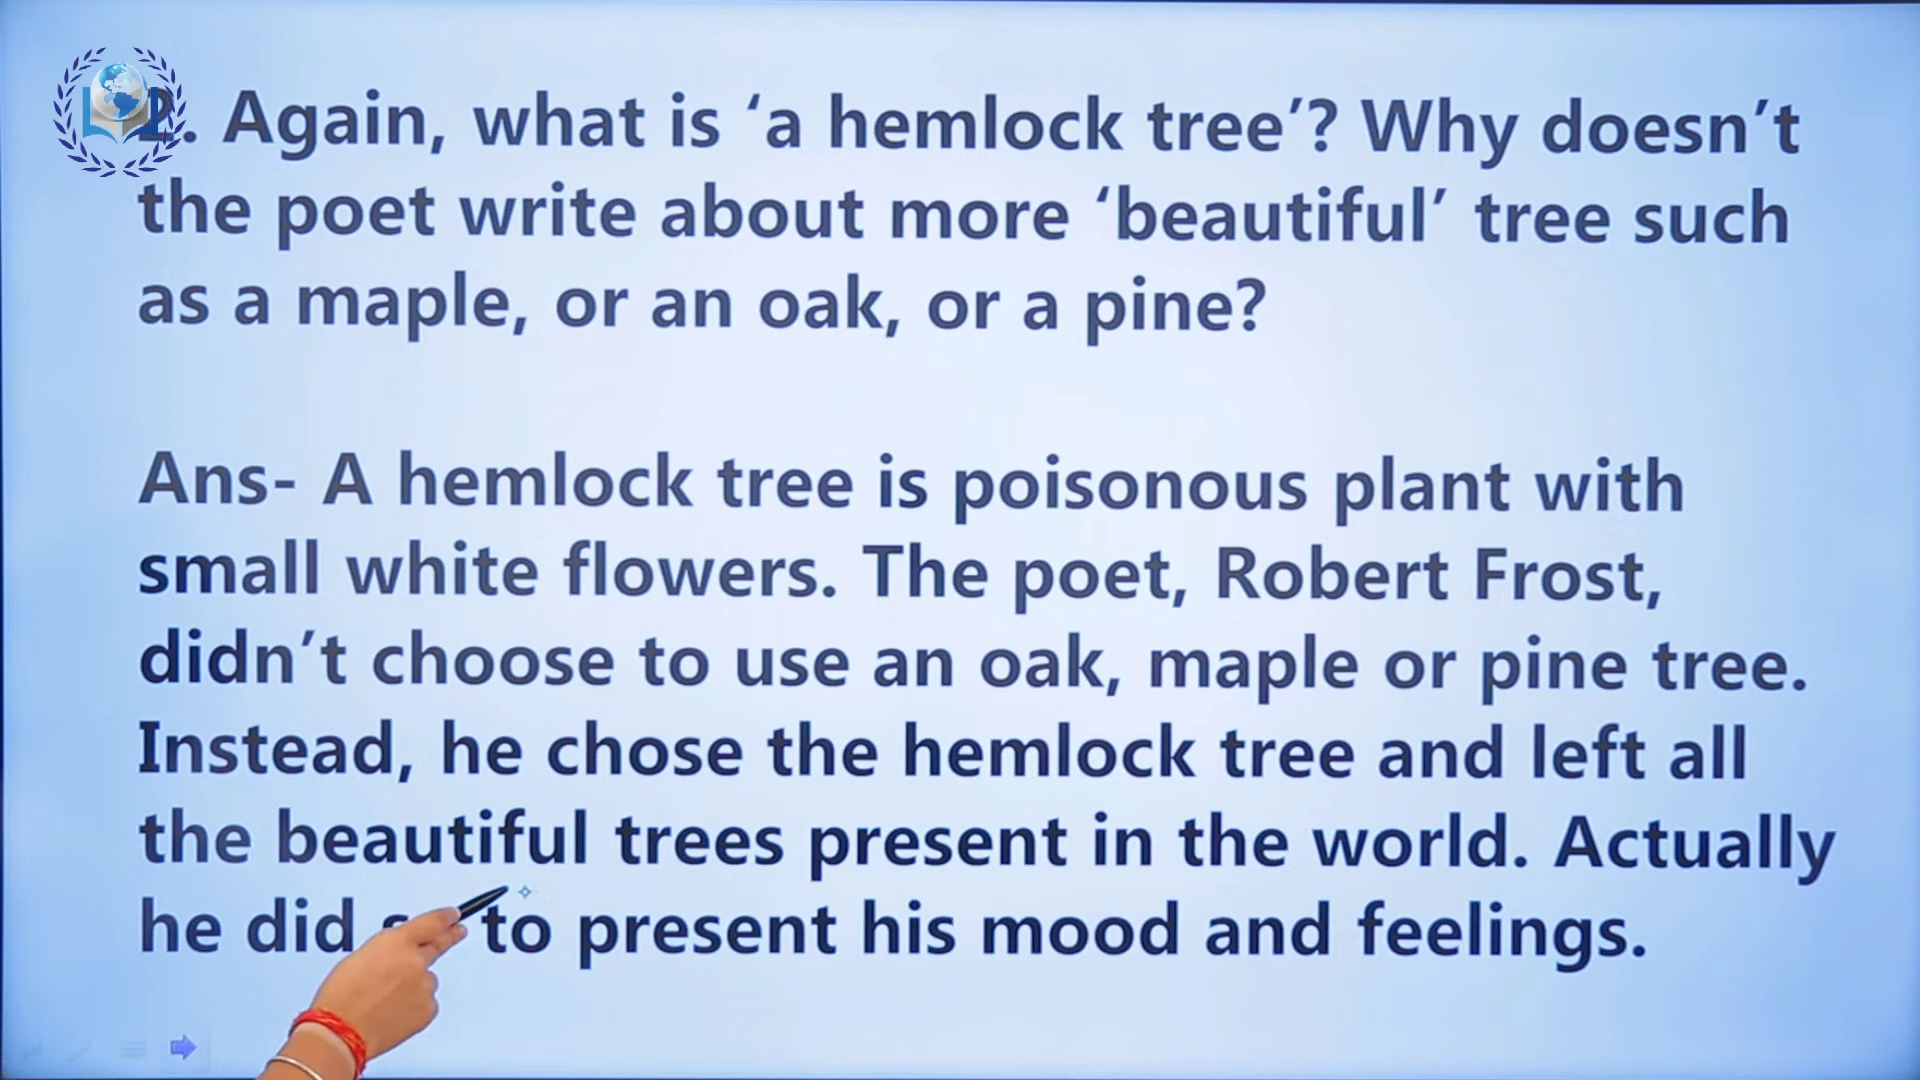 2. Again, what is ‘a hemlock tree’? Why doesn’t
the poet write about more ‘beautiful’ tree such
as a maple, or an oak, or a pine?
Ans- A hemlock tree is poisonous plant with
small white flowers. The poet, Robert Frost,
didn’t choose to use an oak, maple or pine tree.
Instead, he chose the hemlock tree and left all
the beautiful trees present in the world. Actually
he did to present his mood and feelings.